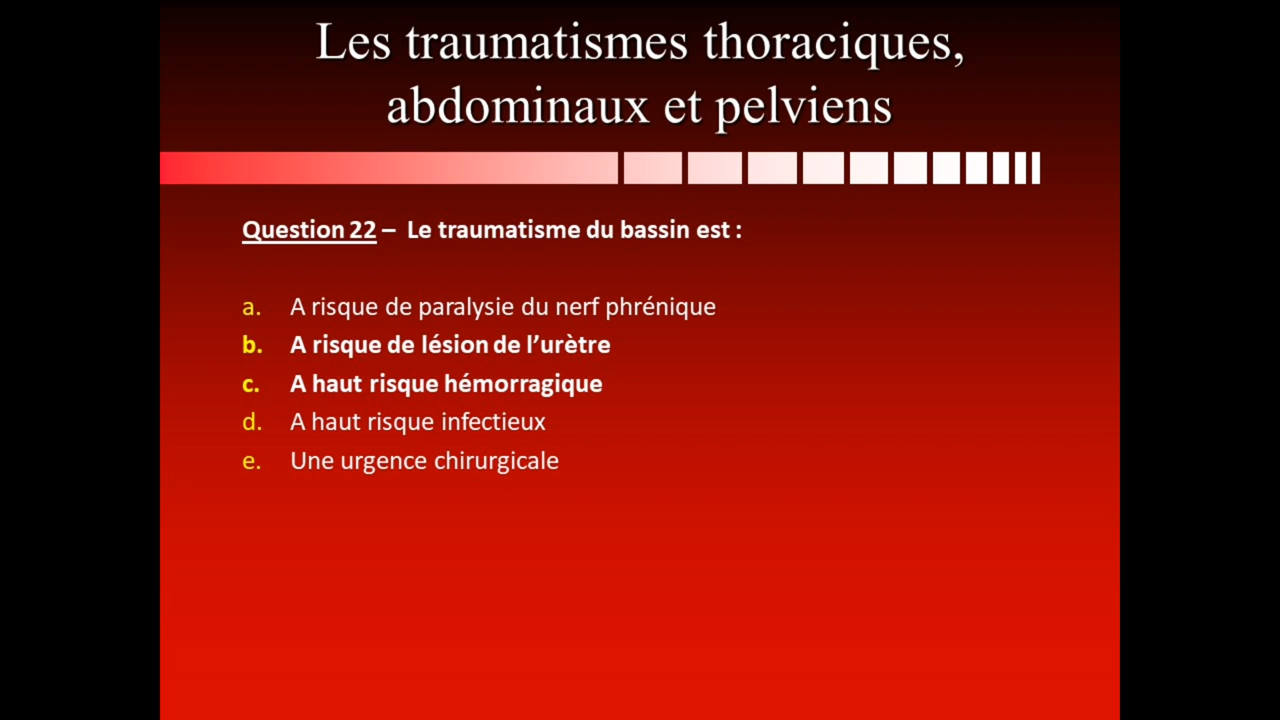 Les traumatismes thoraciques,
abdominaux et pelviens
Question 22 – Le traumatisme du bassin est :
a. A risque de paralysie du nerf phrénique
b. A risque de lésion de l’urètre
c. A haut risque hémorragique
d. A haut risque infectieux
e. Une urgence chirurgicale